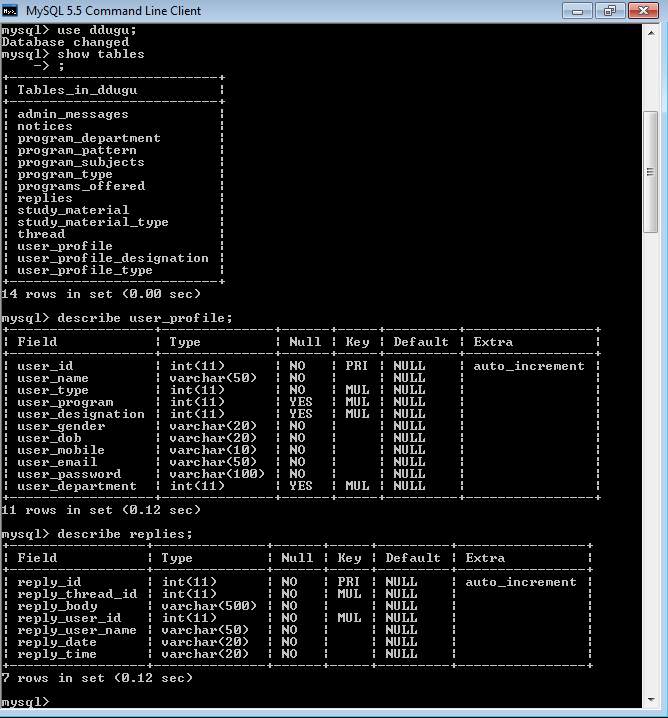 MySQL 5.5 Command Line Client
mysql> use ddugu;
Database changed
mysql> show tables
    -> ;
+--------------------------+
| Tables_in_ddugu          |
+--------------------------+
| admin_messages           |
| notices                  |
| program_department       |
| program_pattern          |
| program_subjects         |
| program_type             |
| programs_offered         |
| replies                  |
| study_material           |
| study_material_type      |
| thread                   |
| user_profile             |
| user_profile_designation |
| user_profile_type        |
+--------------------------+
14 rows in set (0.00 sec)
mysql> describe user_profile;
+------------------+--------------+------+-----+---------+----------------+
| Field            | Type         | Null | Key | Default | Extra          |
+------------------+--------------+------+-----+---------+----------------+
| user_id          | int(11)      | NO   | PRI | NULL    | auto_increment |
| user_name        | varchar(50)  | NO   |     | NULL    |                |
| user_type        | int(11)      | NO   | MUL | NULL    |                |
| user_program     | int(11)      | YES  | MUL | NULL    |                |
| user_designation | int(11)      | YES  | MUL | NULL    |                |
| user_gender      | varchar(20)  | NO   |     | NULL    |                |
| user_dob         | varchar(20)  | NO   |     | NULL    |                |
| user_mobile      | varchar(10)  | NO   |     | NULL    |                |
| user_email       | varchar(50)  | NO   |     | NULL    |                |
| user_password    | varchar(100) | NO   |     | NULL    |                |
| user_department  | int(11)      | YES  | MUL | NULL    |                |
+------------------+--------------+------+-----+---------+----------------+
11 rows in set (0.12 sec)
mysql> describe replies;
+-----------------+--------------+------+-----+---------+----------------+
| Field           | Type         | Null | Key | Default | Extra          |
+-----------------+--------------+------+-----+---------+----------------+
| reply_id        | int(11)      | NO   | PRI | NULL    | auto_increment |
| reply_thread_id | int(11)      | NO   | MUL | NULL    |                |
| reply_body      | varchar(500) | NO   |     | NULL    |                |
| reply_user_id   | int(11)      | NO   | MUL | NULL    |                |
| reply_user_name | varchar(50)  | NO   |     | NULL    |                |
| reply_date      | varchar(20)  | NO   |     | NULL    |                |
| reply_time      | varchar(20)  | NO   |     | NULL    |                |
+-----------------+--------------+------+-----+---------+----------------+
7 rows in set (0.12 sec)
mysql>